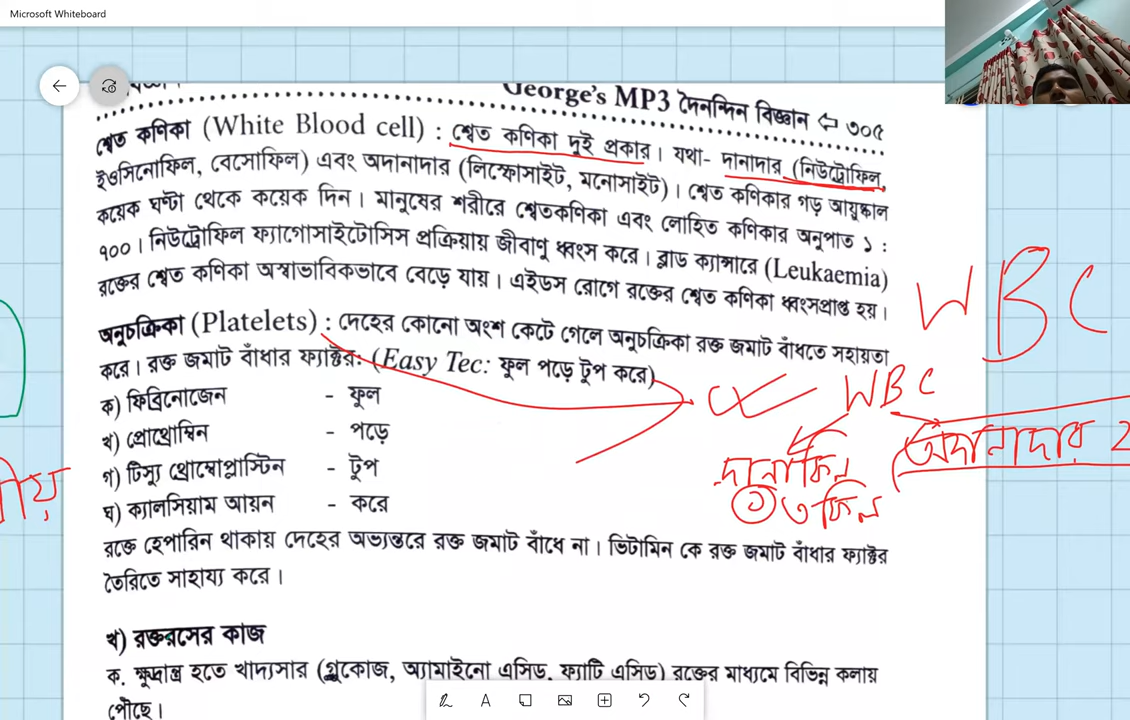 Microsoft Whiteboard
George's MP3 দৈনন্দিন বিজ্ঞান ⇦ ৩০৫
শ্বেত কণিকা (White Blood cell) : শ্বেত কণিকা দুই প্রকার। যথা- দানাদার (নিউট্রোফিল,
ইওসিনোফিল, বেসোফিল) এবং অদানাদার (লিম্ফোসাইট, মনোসাইট)। শ্বেত কণিকার গড় আয়ুষ্কাল
কয়েক ঘণ্টা থেকে কয়েক দিন। মানুষের শরীরে শ্বেতকণিকা এবং লোহিত কণিকার অনুপাত ১ :
৭০০। নিউট্রোফিল ফ্যাগোসাইটোসিস প্রক্রিয়ায় জীবাণু ধ্বংস করে। ব্লাড ক্যান্সারে (Leukaemia)
রক্তের শ্বেত কণিকা অস্বাভাবিকভাবে বেড়ে যায়। এইডস রোগে রক্তের শ্বেত কণিকা ধ্বংসপ্রাপ্ত হয়।
WBC
অনুচক্রিকা (Platelets) : দেহের কোনো অংশ কেটে গেলে অনুচক্রিকা রক্ত জমাট বাঁধতে সহায়তা
করে। রক্ত জমাট বাঁধার ফ্যাক্টর: (Easy Tec: ফুল পড়ে টুপ করে)
WBC
ক) ফিব্রিনোজেন - ফুল
খ) প্রোথ্রোম্বিন - পড়ে
অদানাদার 2
গ) টিস্যু থ্রোম্বোপ্লাস্টিন - টুপ
ঘ) ক্যালসিয়াম আয়ন - করে
৩ ফিল
রক্তে হেপারিন থাকায় দেহের অভ্যন্তরে রক্ত জমাট বাঁধে না। ভিটামিন কে রক্ত জমাট বাঁধার ফ্যাক্টর
তৈরিতে সাহায্য করে।
খ) রক্তরসের কাজ
ক. ক্ষুদ্রান্ত্র হতে খাদ্যসার (গ্লুকোজ, অ্যামাইনো এসিড, ফ্যাটি এসিড) রক্তের মাধ্যমে বিভিন্ন কলায়
পৌঁছে।